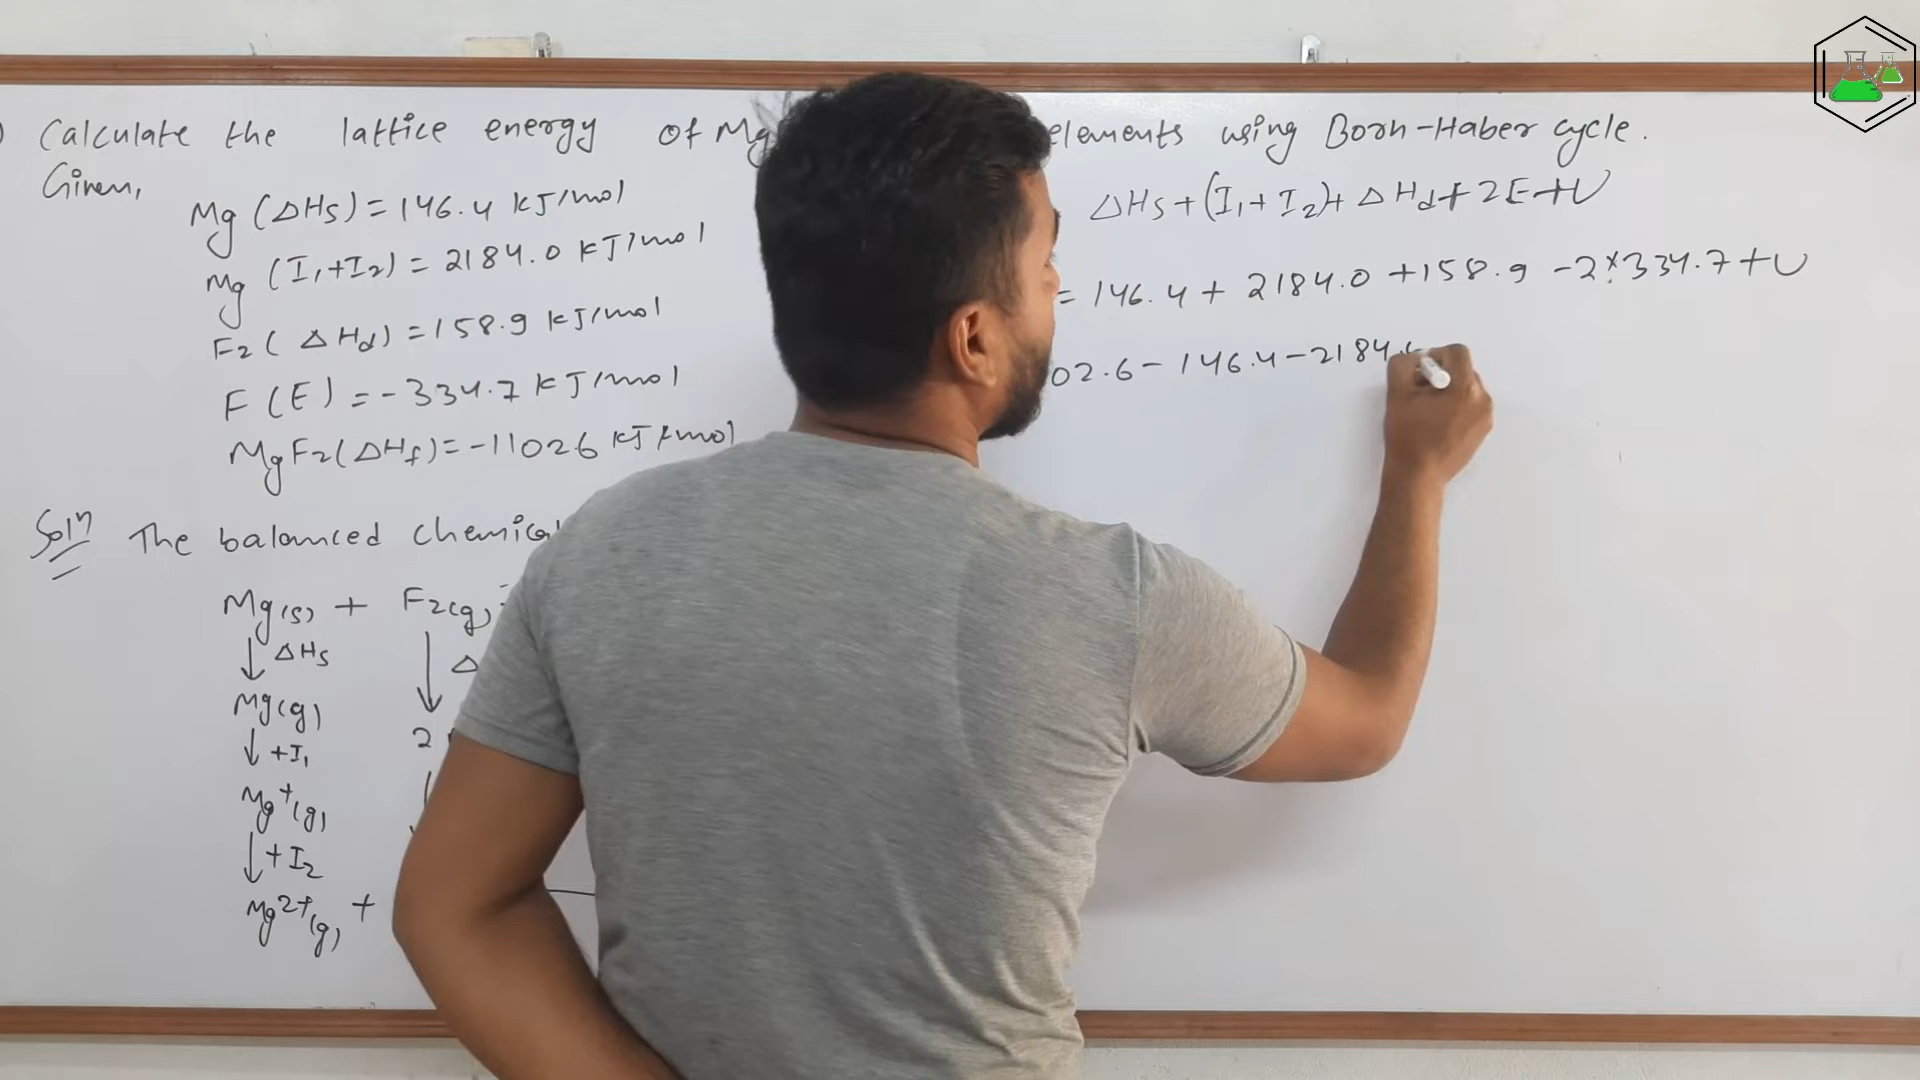 Calculate the lattice energy of Mg elements using Born-Haber cycle.
Given,
Mg (ΔHs) = 146.4 kJ/mol
Mg (I₁+I₂) = 2184.0 kJ/mol
F₂ (ΔHd) = 158.9 kJ/mol
F (E) = -334.7 kJ/mol
MgF₂(ΔHf) = -11026 kJ/mol
Solⁿ The balanced chemical
Mg(s) + F₂(g)
↓ ΔHs ↓ Δ
Mg(g) 2
↓ +I₁
Mg⁺(g)
↓ +I₂
Mg²⁺(g) +
ΔHs + (I₁+I₂) + ΔHd + 2E + U
= 146.4 + 2184.0 + 158.9 - 2×334.7 + U
02.6 - 146.4 - 2184